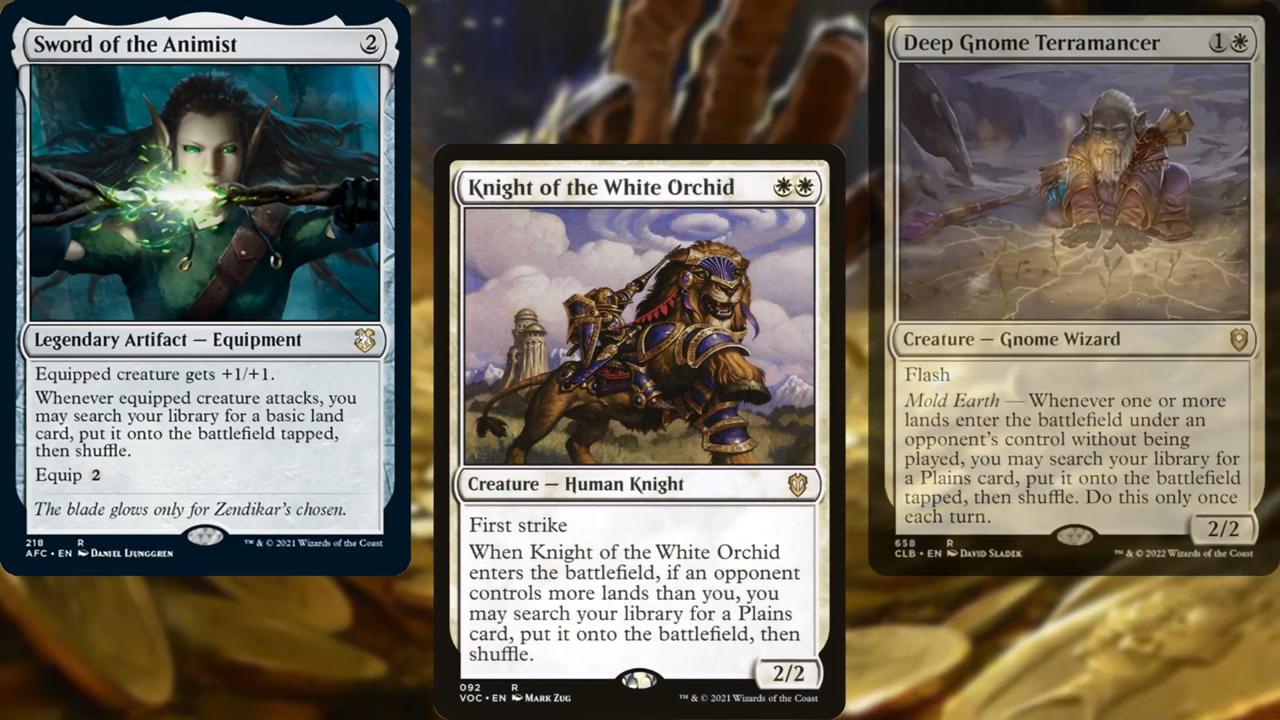 Sword of the Animist 2
Legendary Artifact — Equipment
Equipped creature gets +1/+1.
Whenever equipped creature attacks, you
may search your library for a basic land
card, put it onto the battlefield tapped,
then shuffle.
Equip 2
The blade glows only for Zendikar's chosen.
218 R
AFC • EN Daniel Ljunggren
™ & © 2021 Wizards of the Coast
Knight of the White Orchid
Creature — Human Knight
First strike
When Knight of the White Orchid
enters the battlefield, if an opponent
controls more lands than you, you
may search your library for a Plains
card, put it onto the battlefield, then
shuffle.
2/2
092 R
VOC • EN Mark Zug
™ & © 2021 Wizards of the Coast
Deep Gnome Terramancer 1
Creature — Gnome Wizard
Flash
Mold Earth — Whenever one or more
lands enter the battlefield under an
opponent's control without being
played, you may search your library for
a Plains card, put it onto the battlefield
tapped, then shuffle. Do this only once
each turn.
2/2
658 R
CLB • EN David Sladek
™ & © 2022 Wizards of the Coast